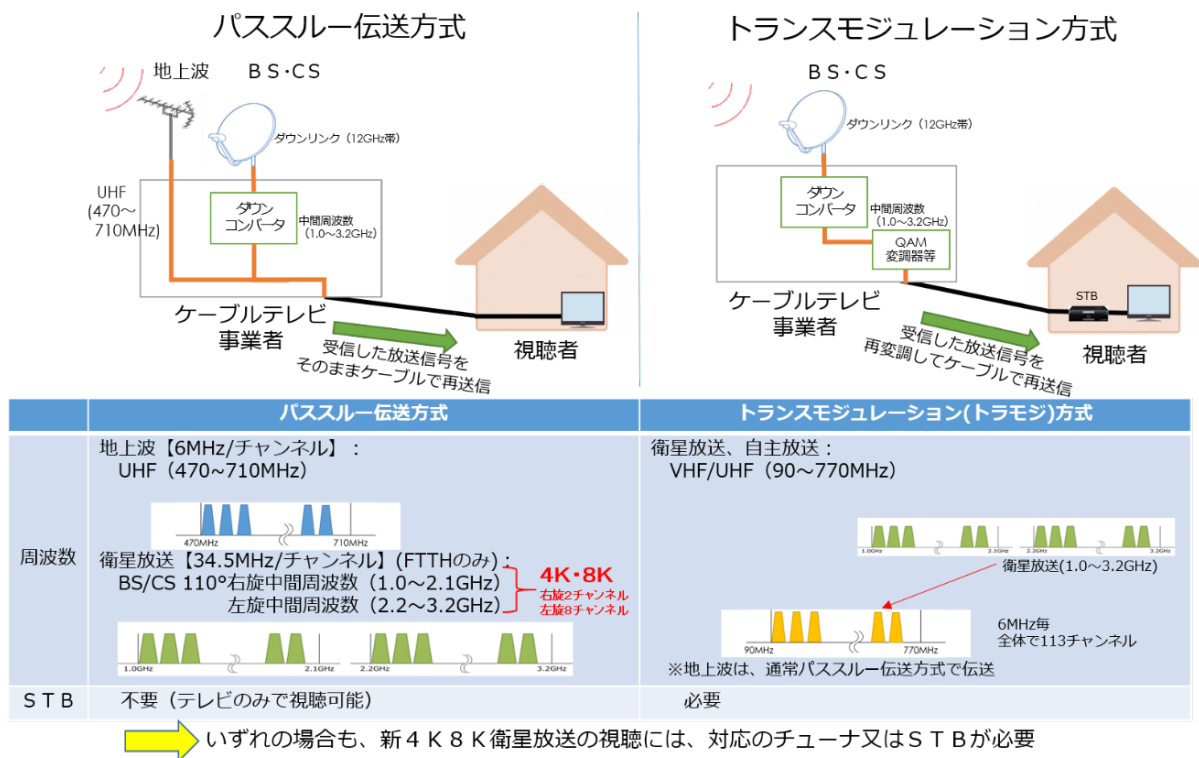 パススルー伝送方式
地上波
ＢＳ･ＣＳ
ダウンリンク（12GHz帯）
UHF
(470～
710MHz)
ダウン
コンバータ
中間周波数
（1.0～3.2GHz）
ケーブルテレビ
事業者
受信した放送信号を
そのままケーブルで再送信
視聴者
トランスモジュレーション方式
ＢＳ･ＣＳ
ダウンリンク（12GHz帯）
ダウン
コンバータ
中間周波数
（1.0～3.2GHz）
QAM
変調器等
ケーブルテレビ
事業者
受信した放送信号を
再変調してケーブルで再送信
STB
視聴者
パススルー伝送方式
トランスモジュレーション(トラモジ)方式
周波数
地上波【6MHz/チャンネル】：
UHF（470~710MHz）
470MHz
710MHz
衛星放送【34.5MHz/チャンネル】(FTTHのみ)：
BS/CS 110°右旋中間周波数（1.0～2.1GHz）
左旋中間周波数（2.2～3.2GHz）
4K・8K
右旋2チャンネル
左旋8チャンネル
1.0GHz
2.1GHz
2.2GHz
3.2GHz
衛星放送、自主放送：
VHF/UHF（90～770MHz）
1.0GHz
2.1GHz
2.2GHz
3.2GHz
衛星放送(1.0～3.2GHz)
90MHz
770MHz
6MHz毎
全体で113チャンネル
※地上波は、通常パススルー伝送方式で伝送
ＳＴＢ
不要（テレビのみで視聴可能）
必要
いずれの場合も、新４Ｋ８Ｋ衛星放送の視聴には、対応のチューナ又はＳＴＢが必要